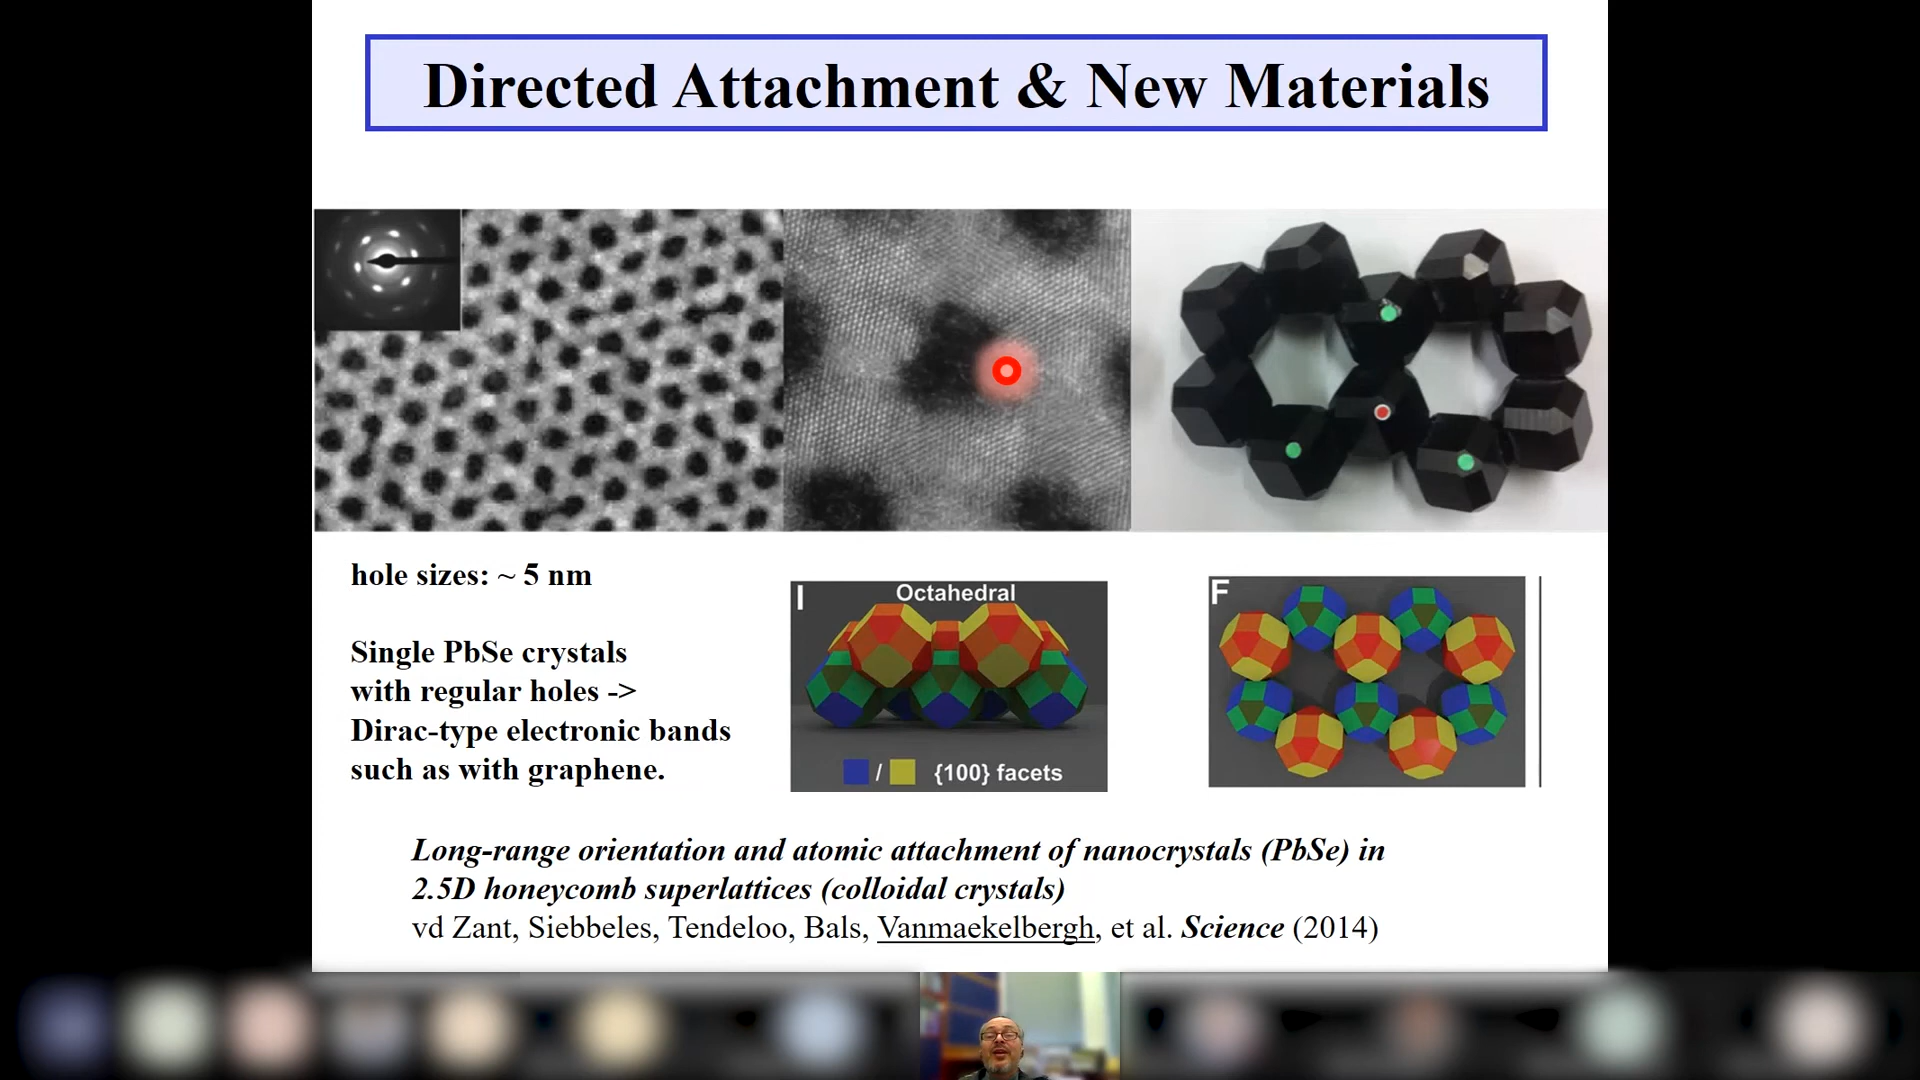 Directed Attachment & New Materials
hole sizes: ~ 5 nm
Single PbSe crystals
with regular holes ->
Dirac-type electronic bands
such as with graphene.
I
Octahedral
/
{100} facets
F
Long-range orientation and atomic attachment of nanocrystals (PbSe) in
2.5D honeycomb superlattices (colloidal crystals)
vd Zant, Siebbeles, Tendeloo, Bals, Vanmaekelbergh, et al. Science (2014)